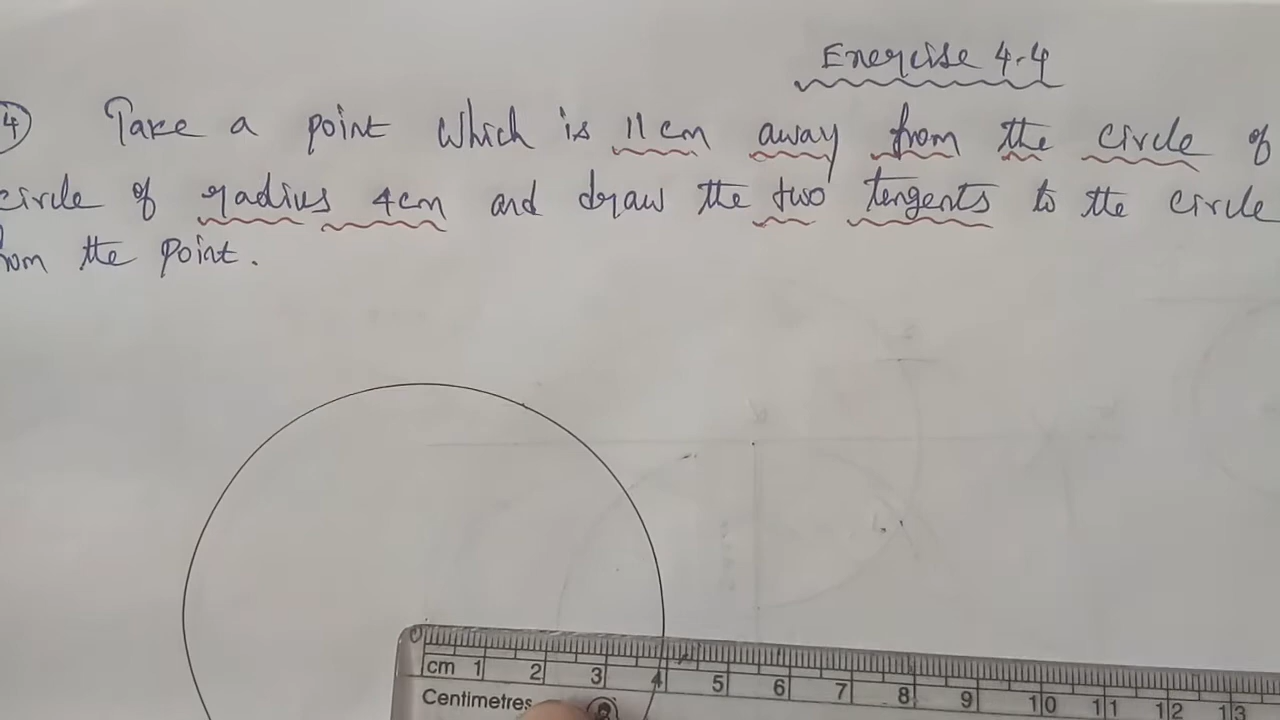 Exercise 4.4
4) Take a point which is 11 cm away from the circle of
circle of radius 4cm and draw the two tengents to the circle
from the point.
0
cm 1 2 3 4 5 6 7 8 9 10 11 12 13
Centimetres